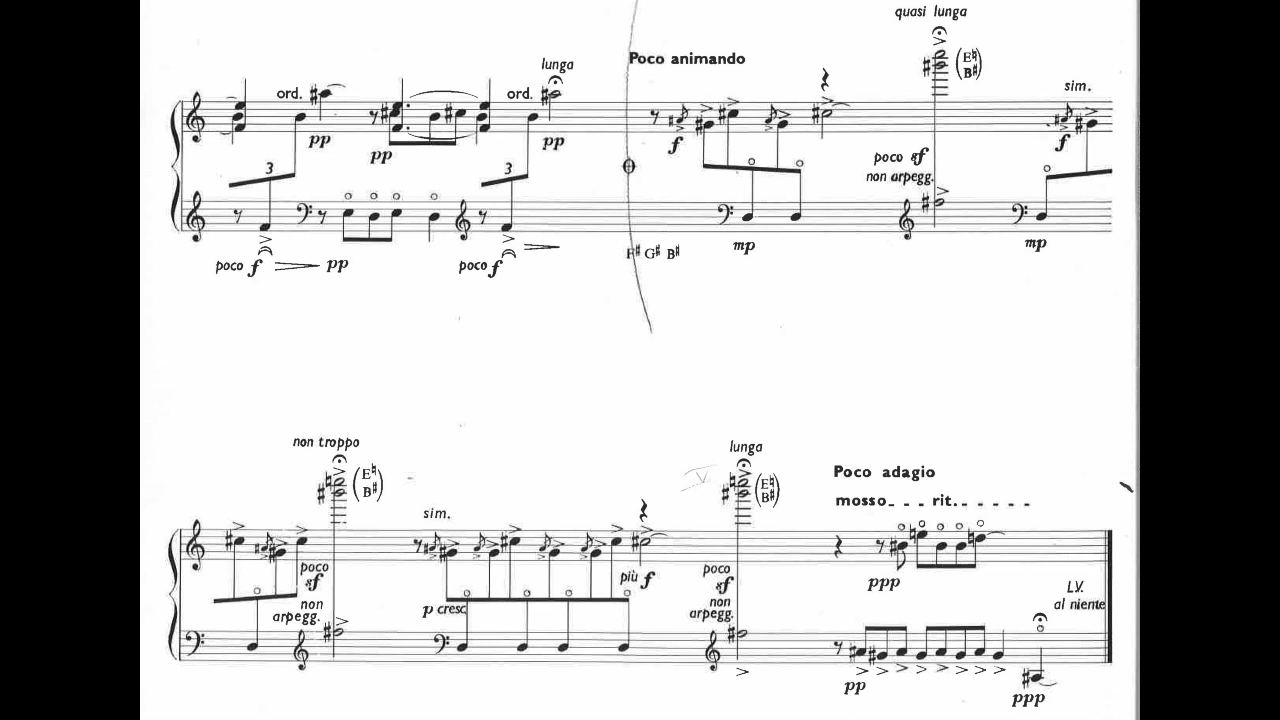 quasi lunga
lunga
Poco animando
(E♮
B♯)
ord.
ord.
sim.
pp
pp
pp
f
f
poco sf
non arpegg.
3
3
mp
mp
poco f
pp
poco f
F♯ G♯ B♯
non troppo
lunga
(E♮
B♯)
(E♮
B♯)
Poco adagio
mosso _ _ _ rit. _ _ _ _ _
sim.
poco
sf
non
arpegg.
p cresc
più f
poco
sf
non
arpegg.
ppp
L.V.
al niente
pp
ppp